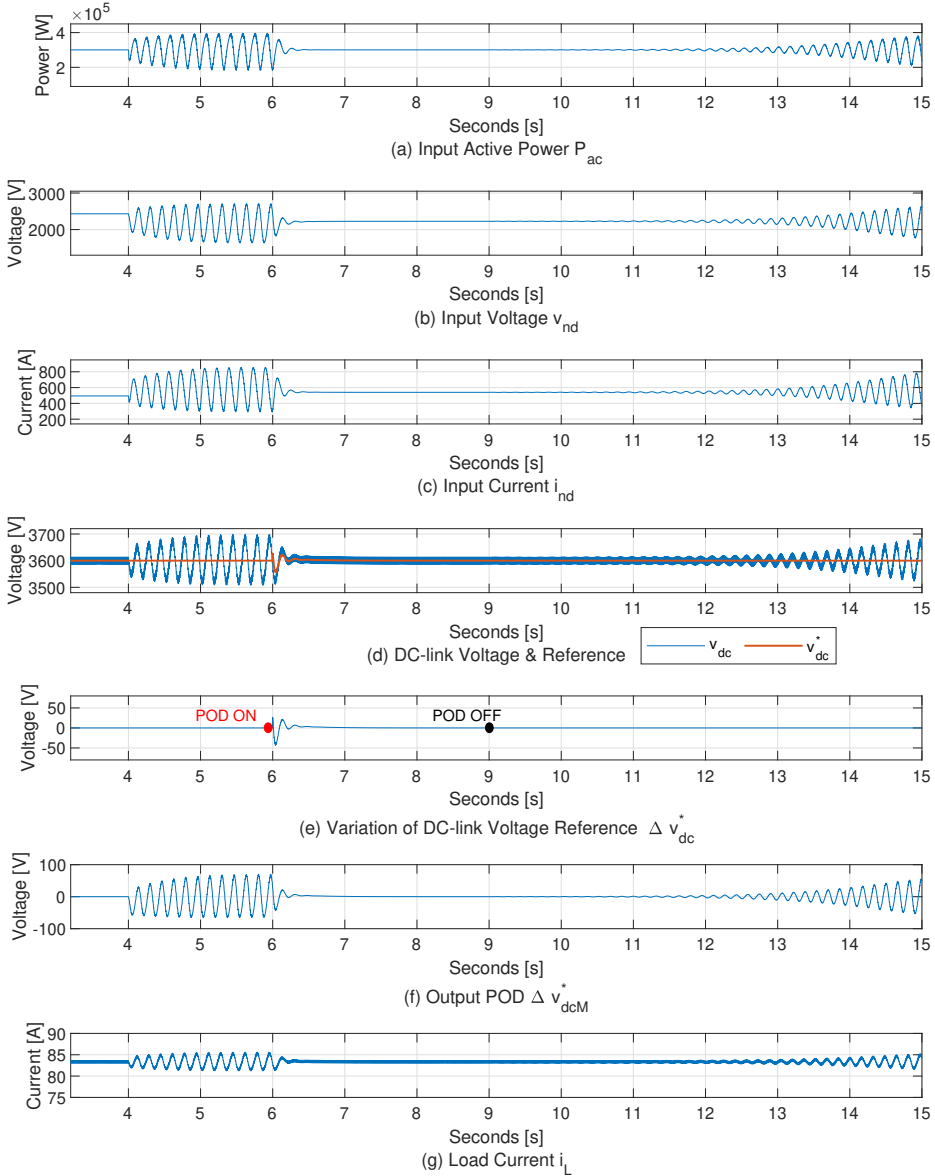 × 10^5
Power [W]
4
2
4 5 6 7 8 9 10 11 12 13 14 15
Seconds [s]
(a) Input Active Power P_ac
Voltage [V]
3000
2000
4 5 6 7 8 9 10 11 12 13 14 15
Seconds [s]
(b) Input Voltage v_nd
Current [A]
800
600
400
200
4 5 6 7 8 9 10 11 12 13 14 15
Seconds [s]
(c) Input Current i_nd
Voltage [V]
3700
3600
3500
4 5 6 7 8 9 10 11 12 13 14 15
Seconds [s]
(d) DC-link Voltage & Reference
v_dc v*_dc
Voltage [V]
50
0
-50
POD ON POD OFF
4 5 6 7 8 9 10 11 12 13 14 15
Seconds [s]
(e) Variation of DC-link Voltage Reference Δ v*_dc
Voltage [V]
100
0
-100
4 5 6 7 8 9 10 11 12 13 14 15
Seconds [s]
(f) Output POD Δ v*_dcM
Current [A]
90
85
80
75
4 5 6 7 8 9 10 11 12 13 14 15
Seconds [s]
(g) Load Current i_L